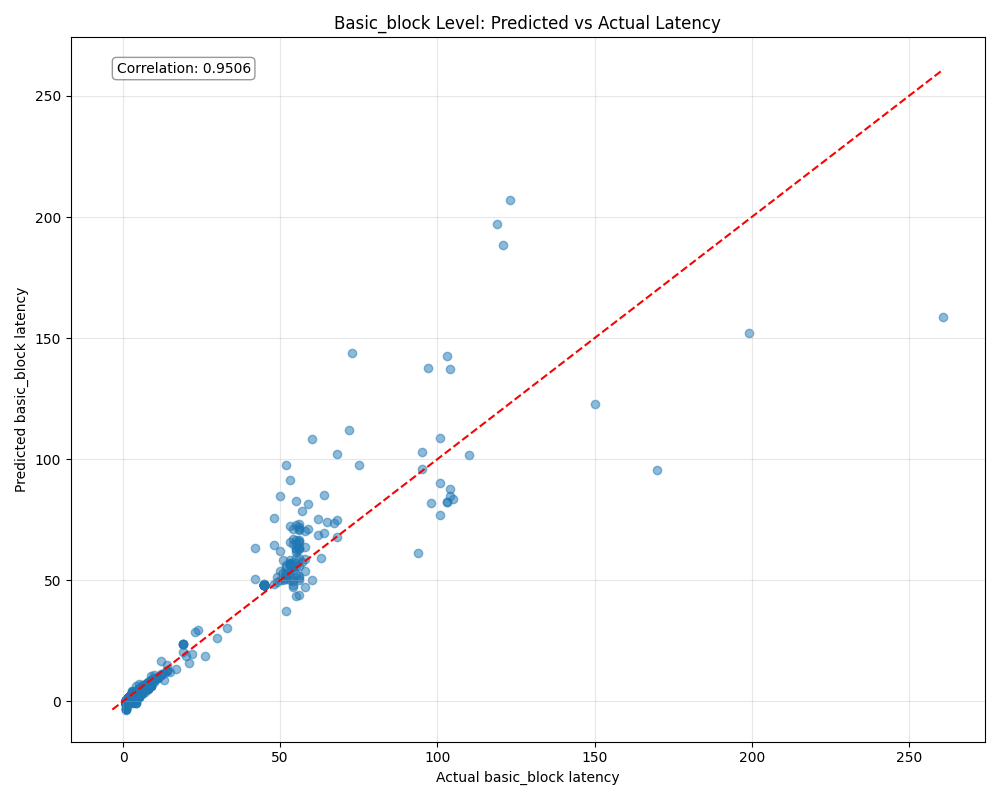 Basic_block Level: Predicted vs Actual Latency
Correlation: 0.9506
Predicted basic_block latency
250
200
150
100
50
0
0 50 100 150 200 250
Actual basic_block latency